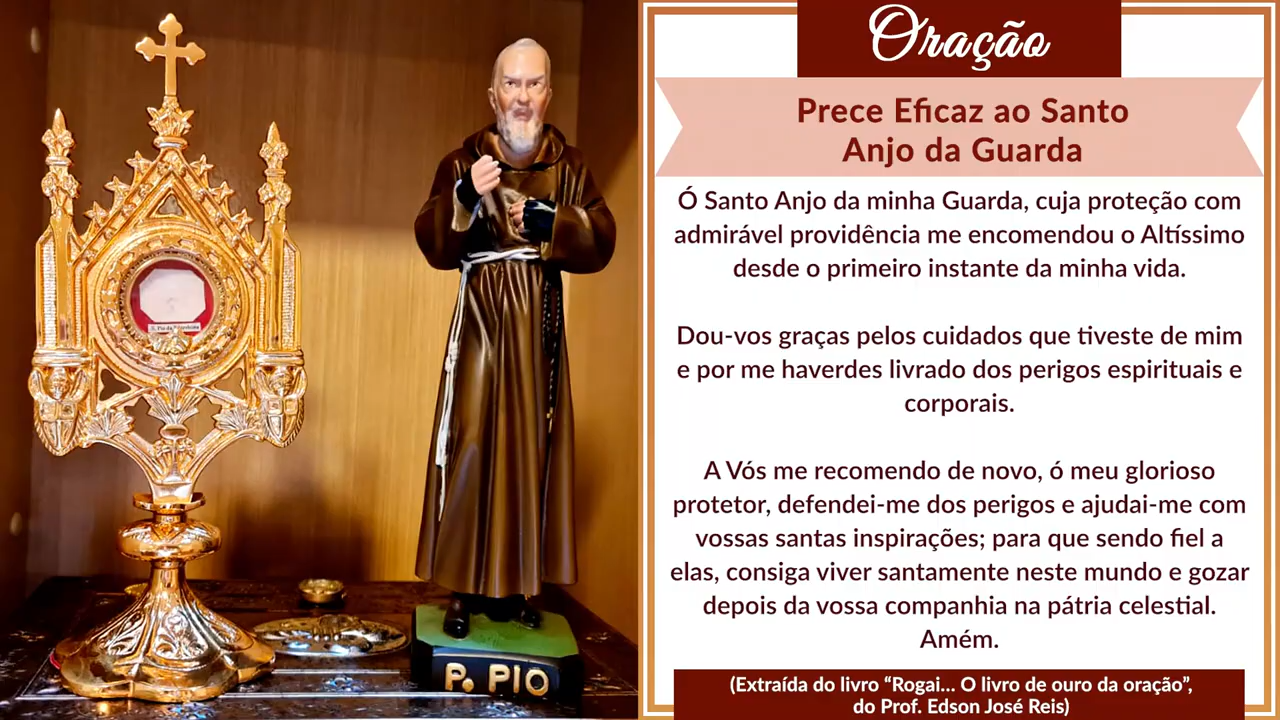 S. Pio da Pietrelcina
P. PIO
Oração
Prece Eficaz ao Santo
Anjo da Guarda
Ó Santo Anjo da minha Guarda, cuja proteção com
admirável providência me encomendou o Altíssimo
desde o primeiro instante da minha vida.
Dou-vos graças pelos cuidados que tiveste de mim
e por me haverdes livrado dos perigos espirituais e
corporais.
A Vós me recomendo de novo, ó meu glorioso
protetor, defendei-me dos perigos e ajudai-me com
vossas santas inspirações; para que sendo fiel a
elas, consiga viver santamente neste mundo e gozar
depois da vossa companhia na pátria celestial.
Amém.
(Extraída do livro “Rogai... O livro de ouro da oração”,
do Prof. Edson José Reis)